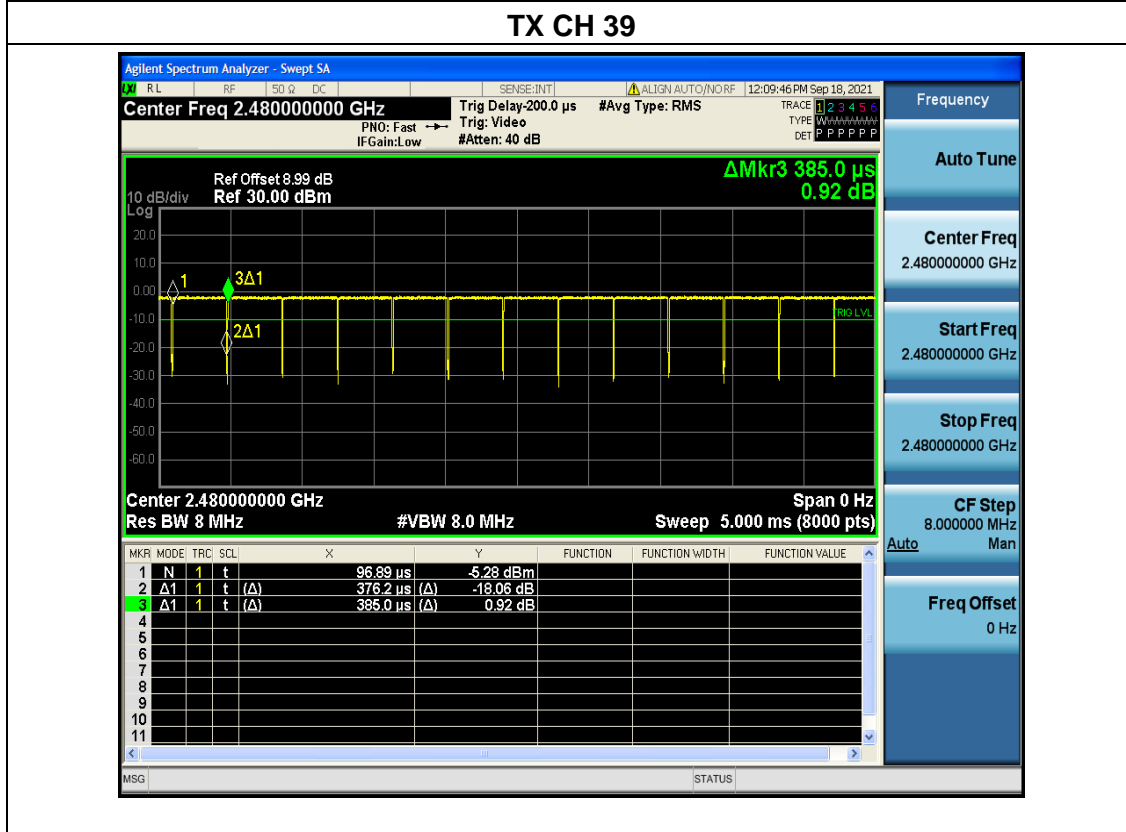 TX CH 39
Agilent Spectrum Analyzer - Swept SA
LXI RL RF 50 Ω DC SENSE:INT ALIGN AUTO/NO RF 12:09:46 PM Sep 18, 2021
Center Freq 2.480000000 GHz
PNO: Fast
IFGain:Low
Trig Delay-200.0 µs
Trig: Video
#Atten: 40 dB
#Avg Type: RMS
TRACE 1 2 3 4 5 6
TYPE W
DET P P P P P P
Frequency
Auto Tune
ΔMkr3 385.0 µs
0.92 dB
Ref Offset 8.99 dB
10 dB/div Ref 30.00 dBm
Log
20.0
10.0
0.00
-10.0
-20.0
-30.0
-40.0
-50.0
-60.0
1
3Δ1
2Δ1
TRIG LVL
Center Freq
2.480000000 GHz
Start Freq
2.480000000 GHz
Stop Freq
2.480000000 GHz
Center 2.480000000 GHz Span 0 Hz
Res BW 8 MHz #VBW 8.0 MHz Sweep 5.000 ms (8000 pts)
CF Step
8.000000 MHz
Auto Man
Freq Offset
0 Hz
MKR MODE TRC SCL X Y FUNCTION FUNCTION WIDTH FUNCTION VALUE
1 N 1 t 96.89 µs -5.28 dBm
2 Δ1 1 t (Δ) 376.2 µs (Δ) -18.06 dB
3 Δ1 1 t (Δ) 385.0 µs (Δ) 0.92 dB
4
5
6
7
8
9
10
11
MSG STATUS